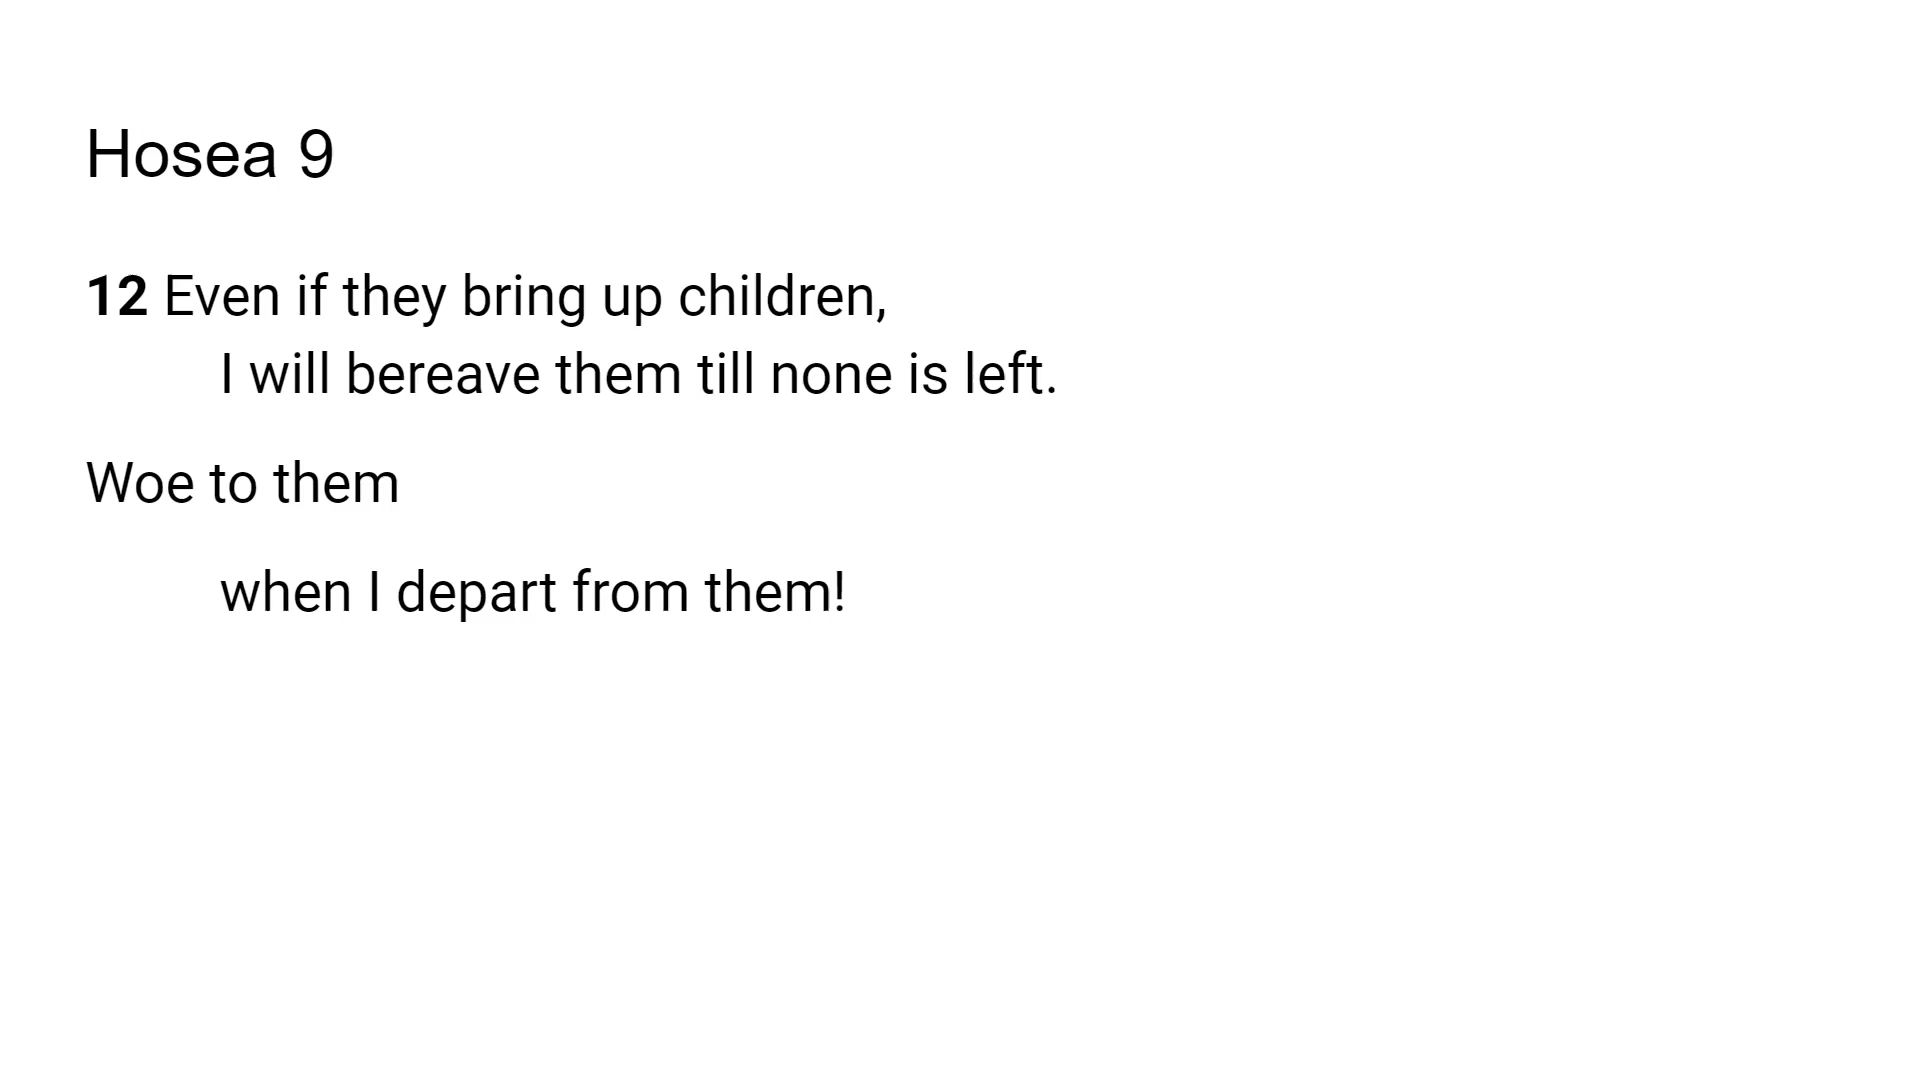 Hosea 9
12 Even if they bring up children,
I will bereave them till none is left.
Woe to them
when I depart from them!